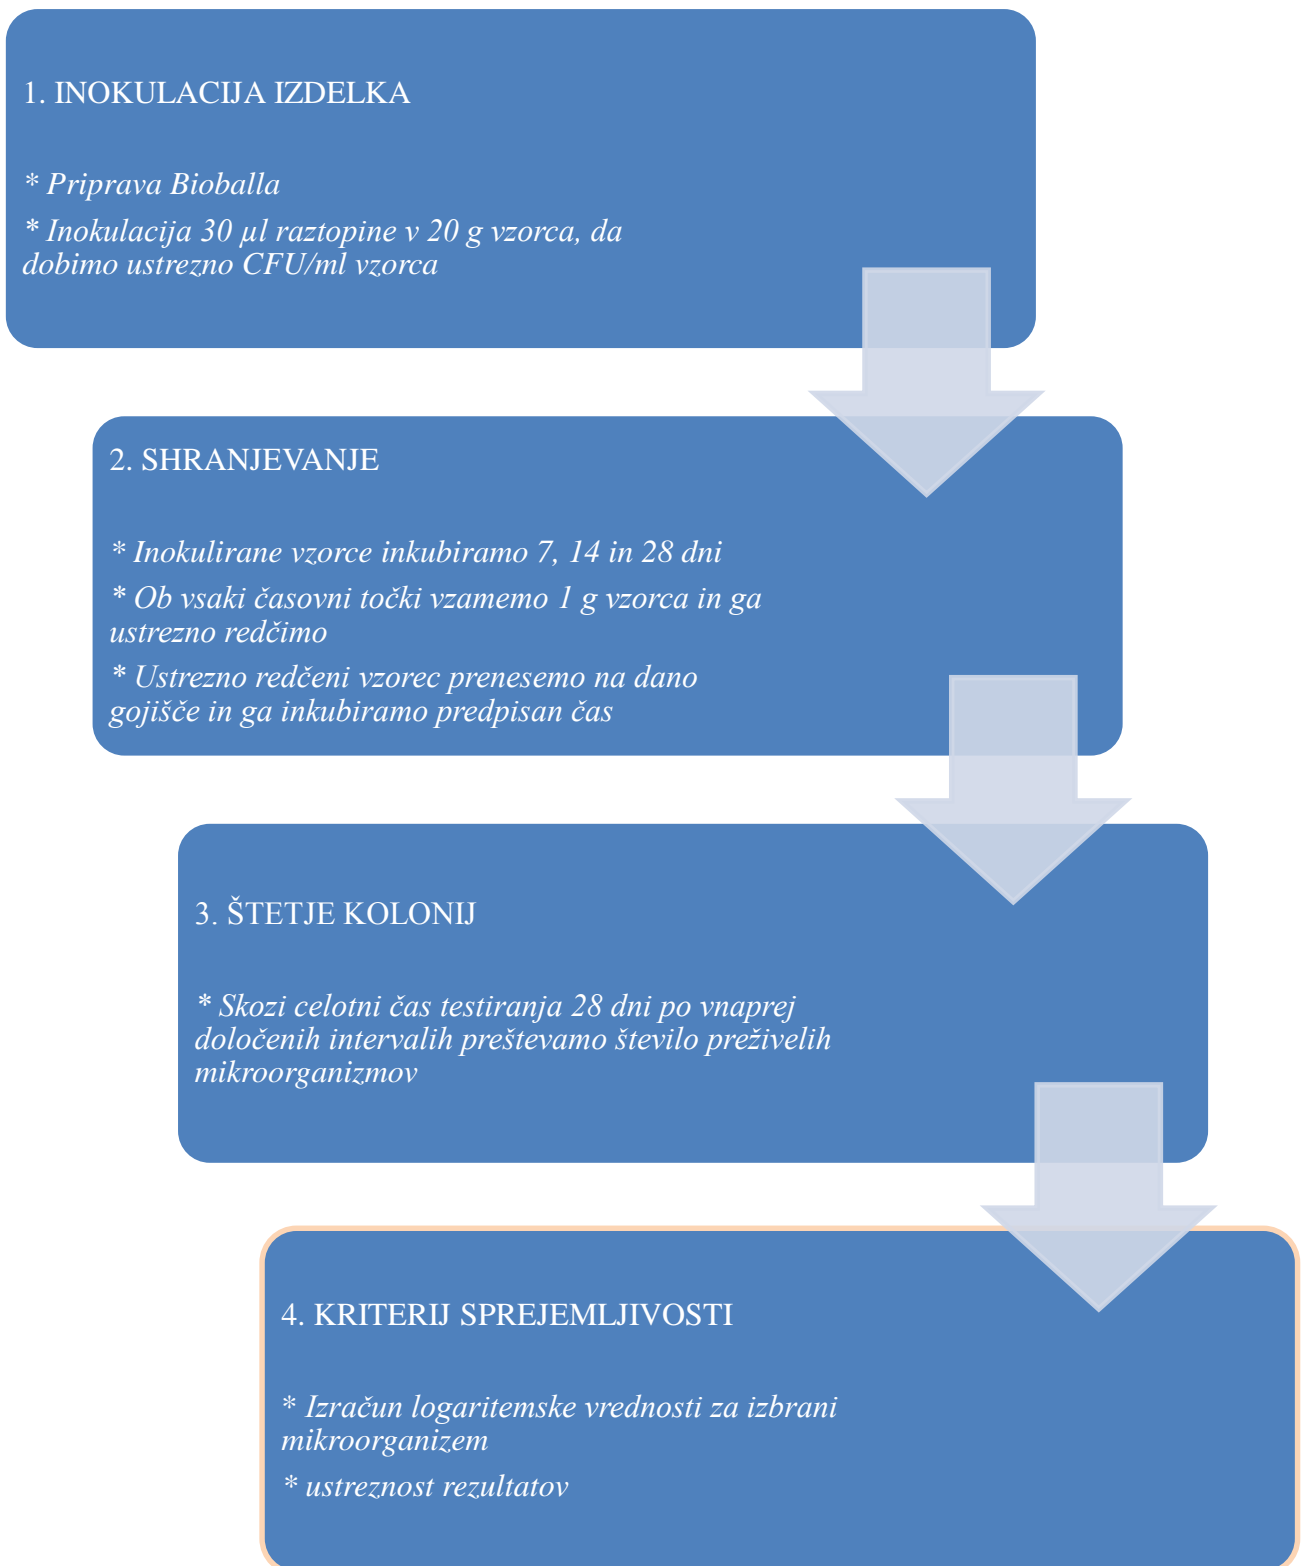 1. INOKULACIJA IZDELKA
* Priprava Bioballa
* Inokulacija 30 µl raztopine v 20 g vzorca, da
dobimo ustrezno CFU/ml vzorca
2. SHRANJEVANJE
* Inokulirane vzorce inkubiramo 7, 14 in 28 dni
* Ob vsaki časovni točki vzamemo 1 g vzorca in ga
ustrezno redčimo
* Ustrezno redčeni vzorec prenesemo na dano
gojišče in ga inkubiramo predpisan čas
3. ŠTETJE KOLONIJ
* Skozi celotni čas testiranja 28 dni po vnaprej
določenih intervalih preštevamo število preživelih
mikroorganizmov
4. KRITERIJ SPREJEMLJIVOSTI
* Izračun logaritemske vrednosti za izbrani
mikroorganizem
* ustreznost rezultatov